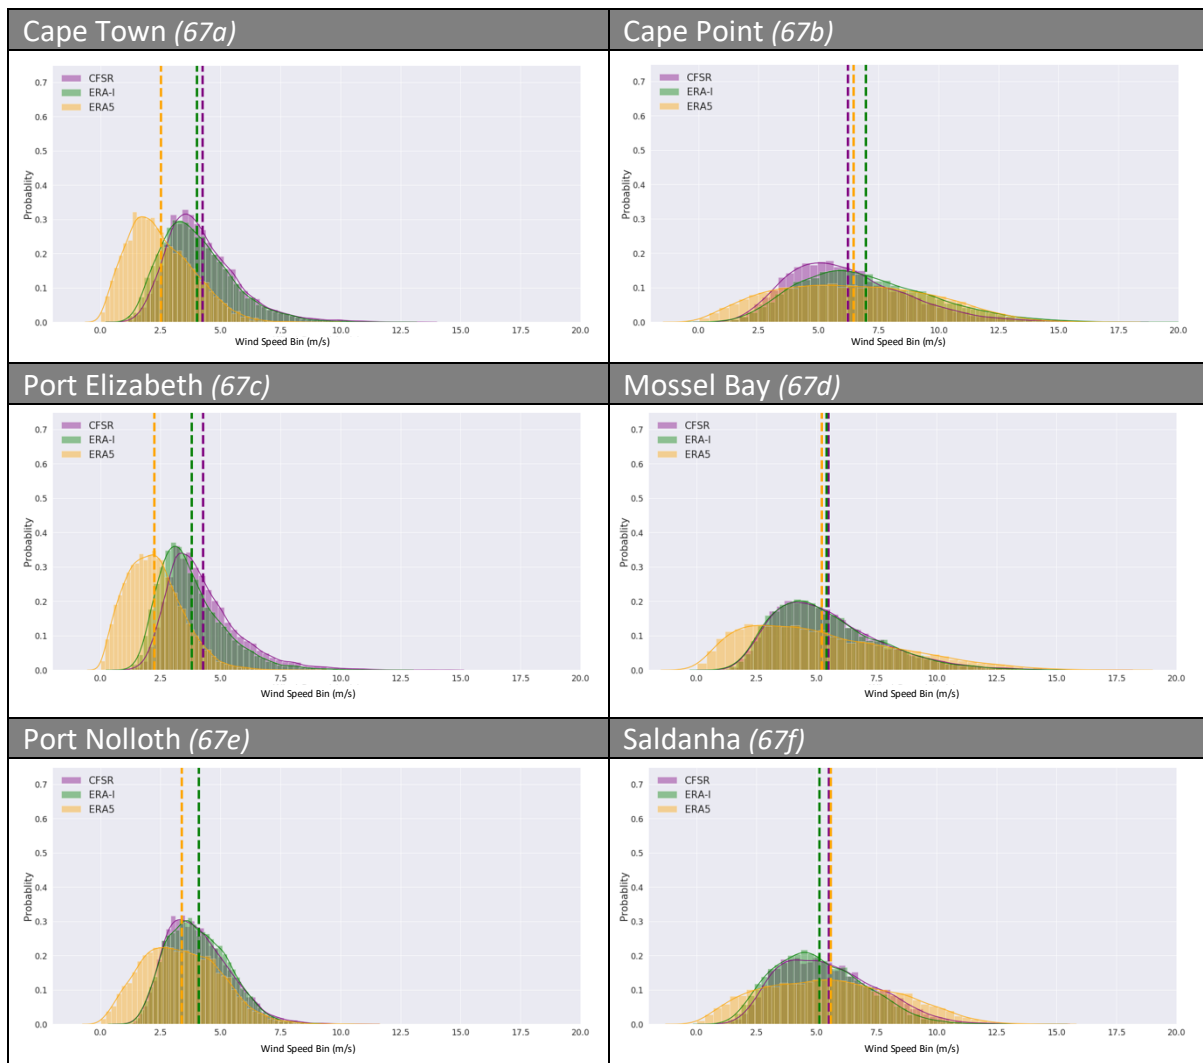 Cape Town (67a)
Cape Point (67b)
CFSR
ERA-I
ERA5
Probablity
0.7
0.6
0.5
0.4
0.3
0.2
0.1
0.0
0.0 2.5 5.0 7.5 10.0 12.5 15.0 17.5 20.0
Wind Speed Bin (m/s)
CFSR
ERA-I
ERA5
Probablity
0.7
0.6
0.5
0.4
0.3
0.2
0.1
0.0
0.0 2.5 5.0 7.5 10.0 12.5 15.0 17.5 20.0
Wind Speed Bin (m/s)
Port Elizabeth (67c)
Mossel Bay (67d)
CFSR
ERA-I
ERA5
Probablity
0.7
0.6
0.5
0.4
0.3
0.2
0.1
0.0
0.0 2.5 5.0 7.5 10.0 12.5 15.0 17.5 20.0
Wind Speed Bin (m/s)
CFSR
ERA-I
ERA5
Probablity
0.7
0.6
0.5
0.4
0.3
0.2
0.1
0.0
0.0 2.5 5.0 7.5 10.0 12.5 15.0 17.5 20.0
Wind Speed Bin (m/s)
Port Nolloth (67e)
Saldanha (67f)
CFSR
ERA-I
ERA5
Probablity
0.7
0.6
0.5
0.4
0.3
0.2
0.1
0.0
0.0 2.5 5.0 7.5 10.0 12.5 15.0 17.5 20.0
Wind Speed Bin (m/s)
CFSR
ERA-I
ERA5
Probablity
0.7
0.6
0.5
0.4
0.3
0.2
0.1
0.0
0.0 2.5 5.0 7.5 10.0 12.5 15.0 17.5 20.0
Wind Speed Bin (m/s)